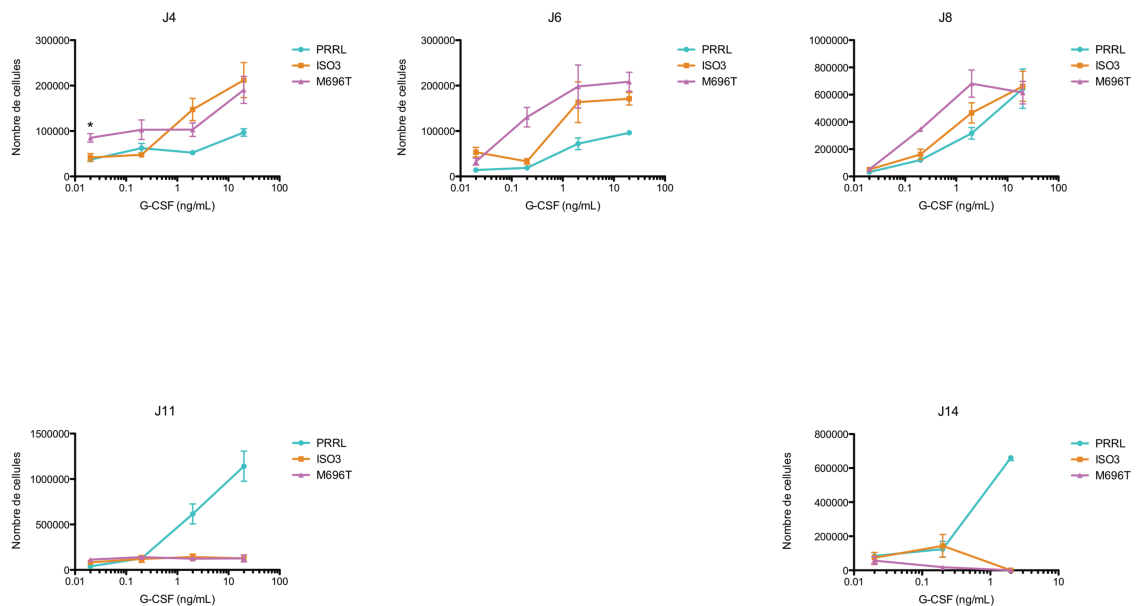 J4
Nombre de cellules
300000
200000
100000
0
*
0.01 0.1 1 10 100
G-CSF (ng/mL)
PRRL
ISO3
M696T
J6
Nombre de cellules
300000
200000
100000
0
0.01 0.1 1 10 100
G-CSF (ng/mL)
PRRL
ISO3
M696T
J8
Nombre de cellules
1000000
800000
600000
400000
200000
0
0.01 0.1 1 10 100
G-CSF (ng/mL)
PRRL
ISO3
M696T
J11
Nombre de cellules
1500000
1000000
500000
0
0.01 0.1 1 10 100
G-CSF (ng/mL)
PRRL
ISO3
M696T
J14
Nombre de cellules
800000
600000
400000
200000
0
0.01 0.1 1 10
G-CSF (ng/mL)
PRRL
ISO3
M696T